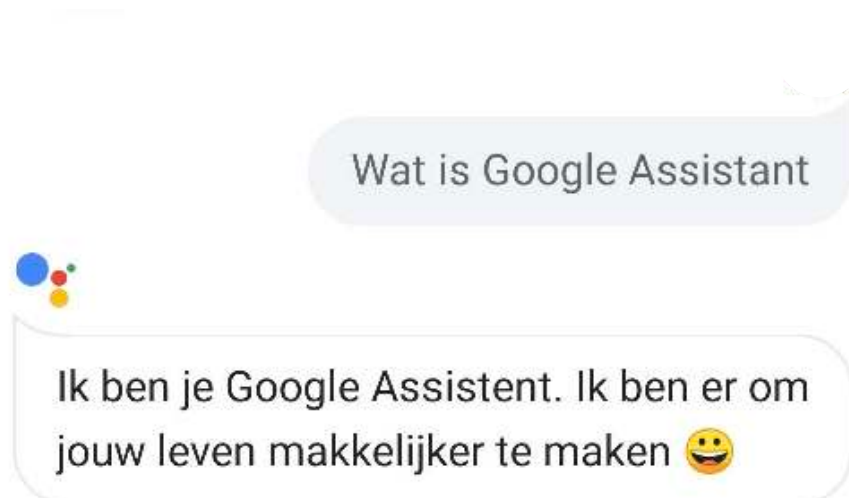 Wat is Google Assistant
Ik ben je Google Assistent. Ik ben er om
jouw leven makkelijker te maken 😀